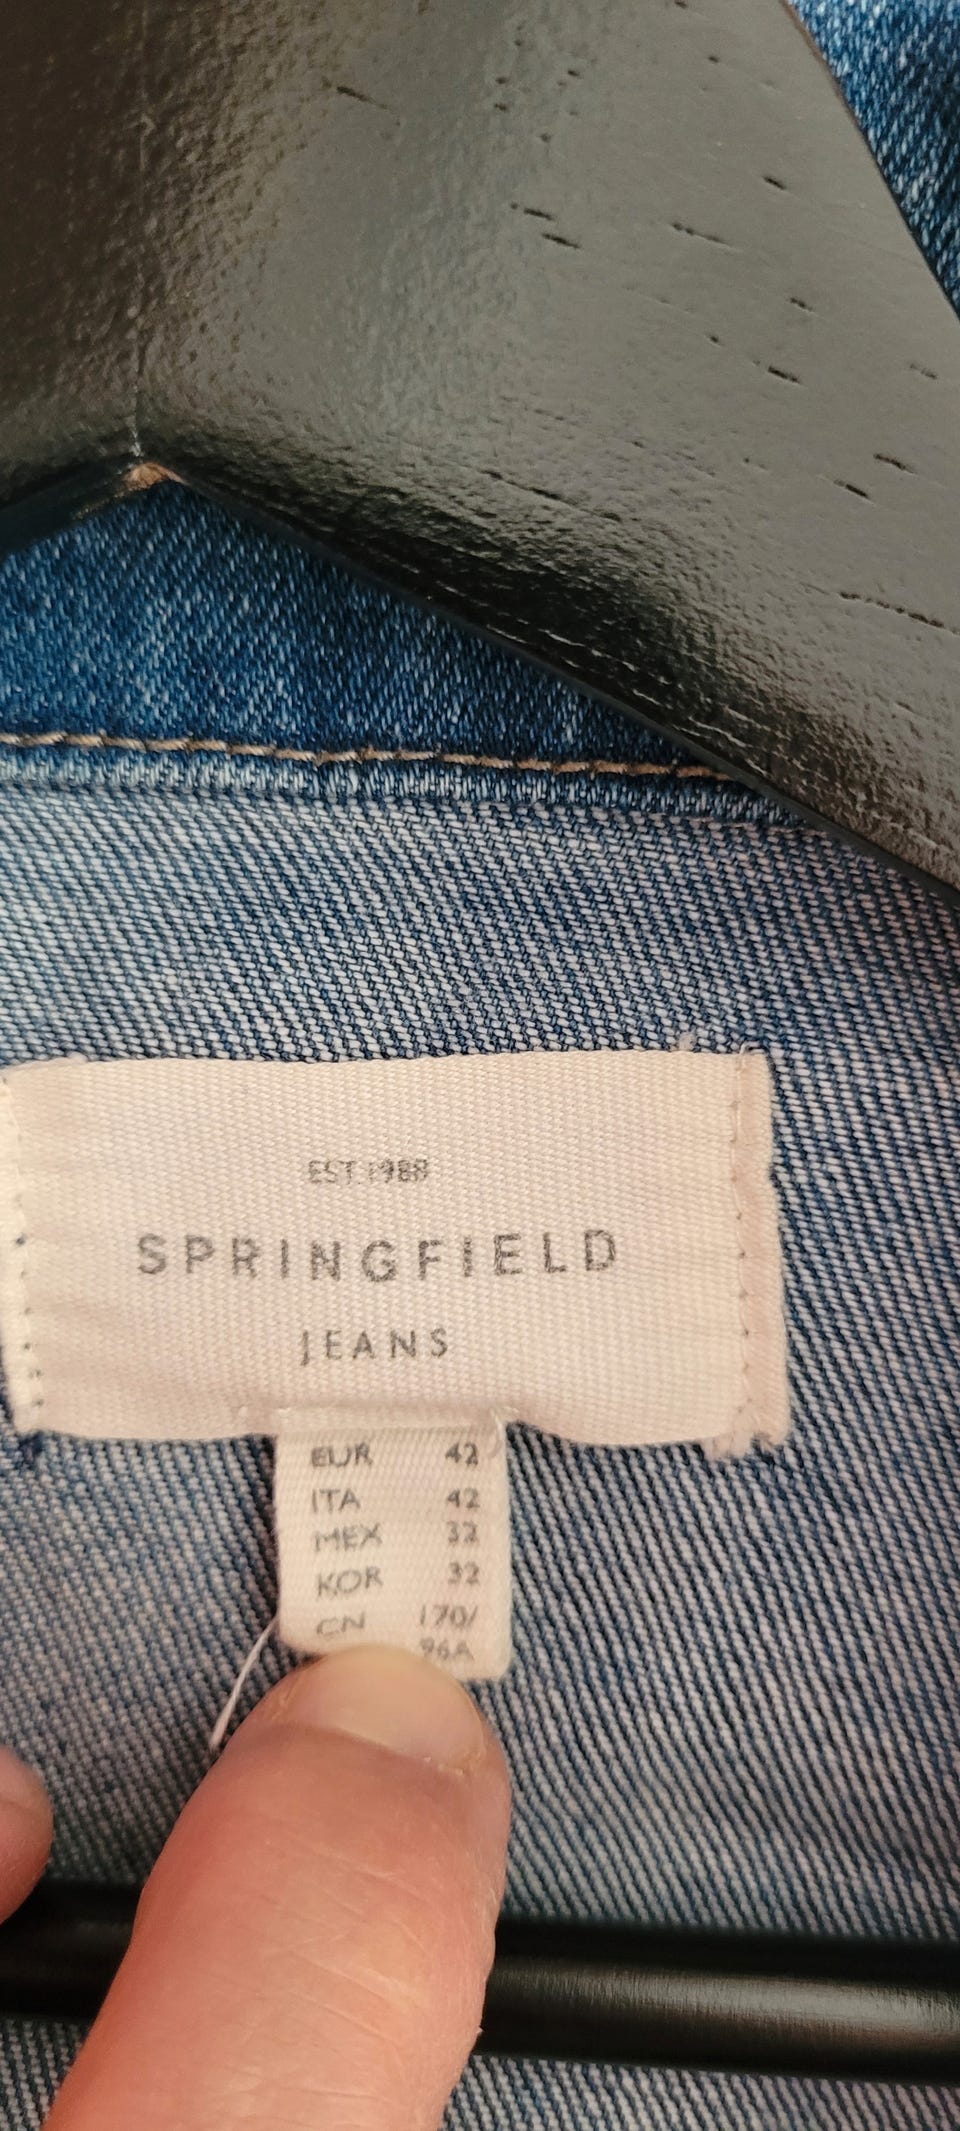 EST.1988
SPRINGFIELD
JEANS
EUR 42
ITA 42
MEX 32
KOR 32
CN 170/
96A